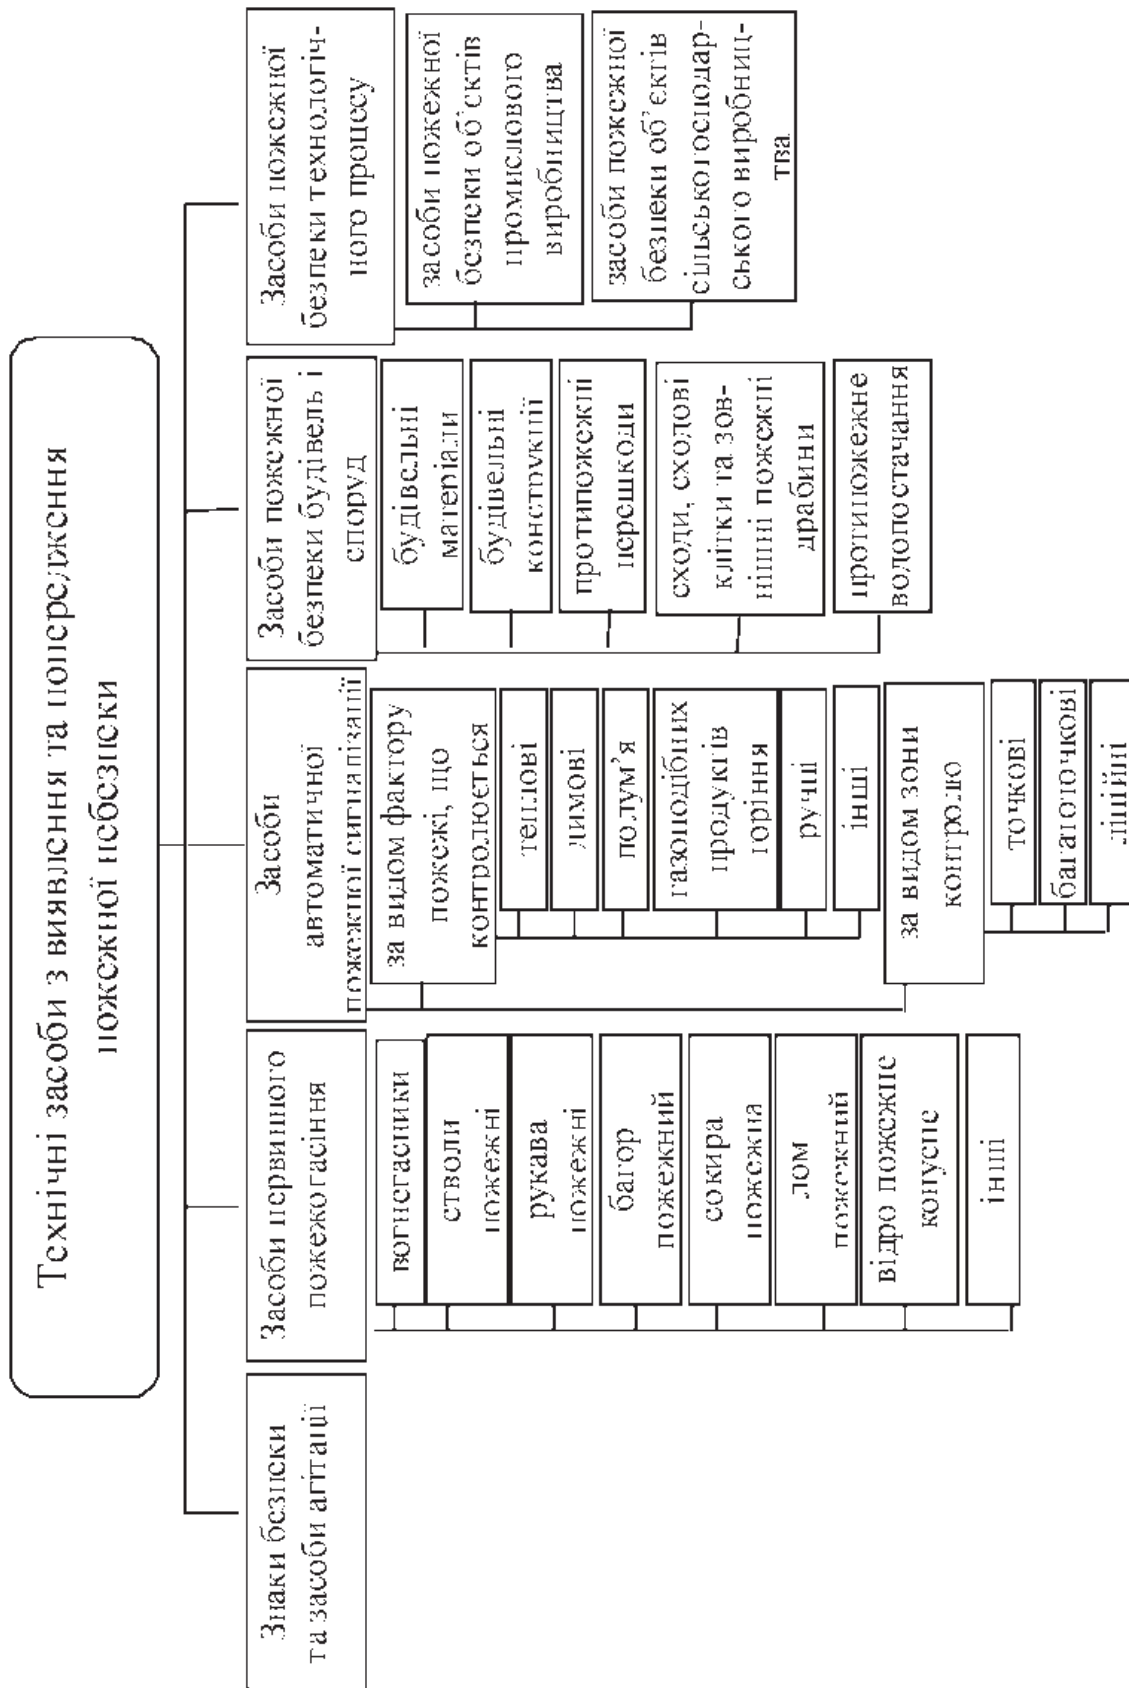 Технічні засоби з виявлення та попередження
пожежної небезпеки
Знаки безпеки
та засоби агітації
Засоби первинного
пожежогасіння
вогнегасники
стволи
пожежні
рукава
пожежні
багор
пожежний
сокира
пожежна
лом
пожежний
відро пожежне
конусне
інші
Засоби
автоматичної
пожежної сигналізації
за видом фактору
пожежі, що
контролюється
теплові
димові
полум’я
газоподібних
продуктів
горіння
ручні
інші
за видом зони
контролю
точкові
багатоточкові
лінійні
Засоби пожежної
безпеки будівель і
споруд
будівельні
матеріали
будівельні
конструкції
протипожежні
перешкоди
сходи, сходові
клітки та зов-
нішні пожежні
драбини
протипожежне
водопостачання
Засоби пожежної
безпеки технологіч-
ного процесу
засоби пожежної
безпеки об’єктів
промислового
виробництва
засоби пожежної
безпеки об’єктів
сільськогосподар-
ського виробниц-
тва